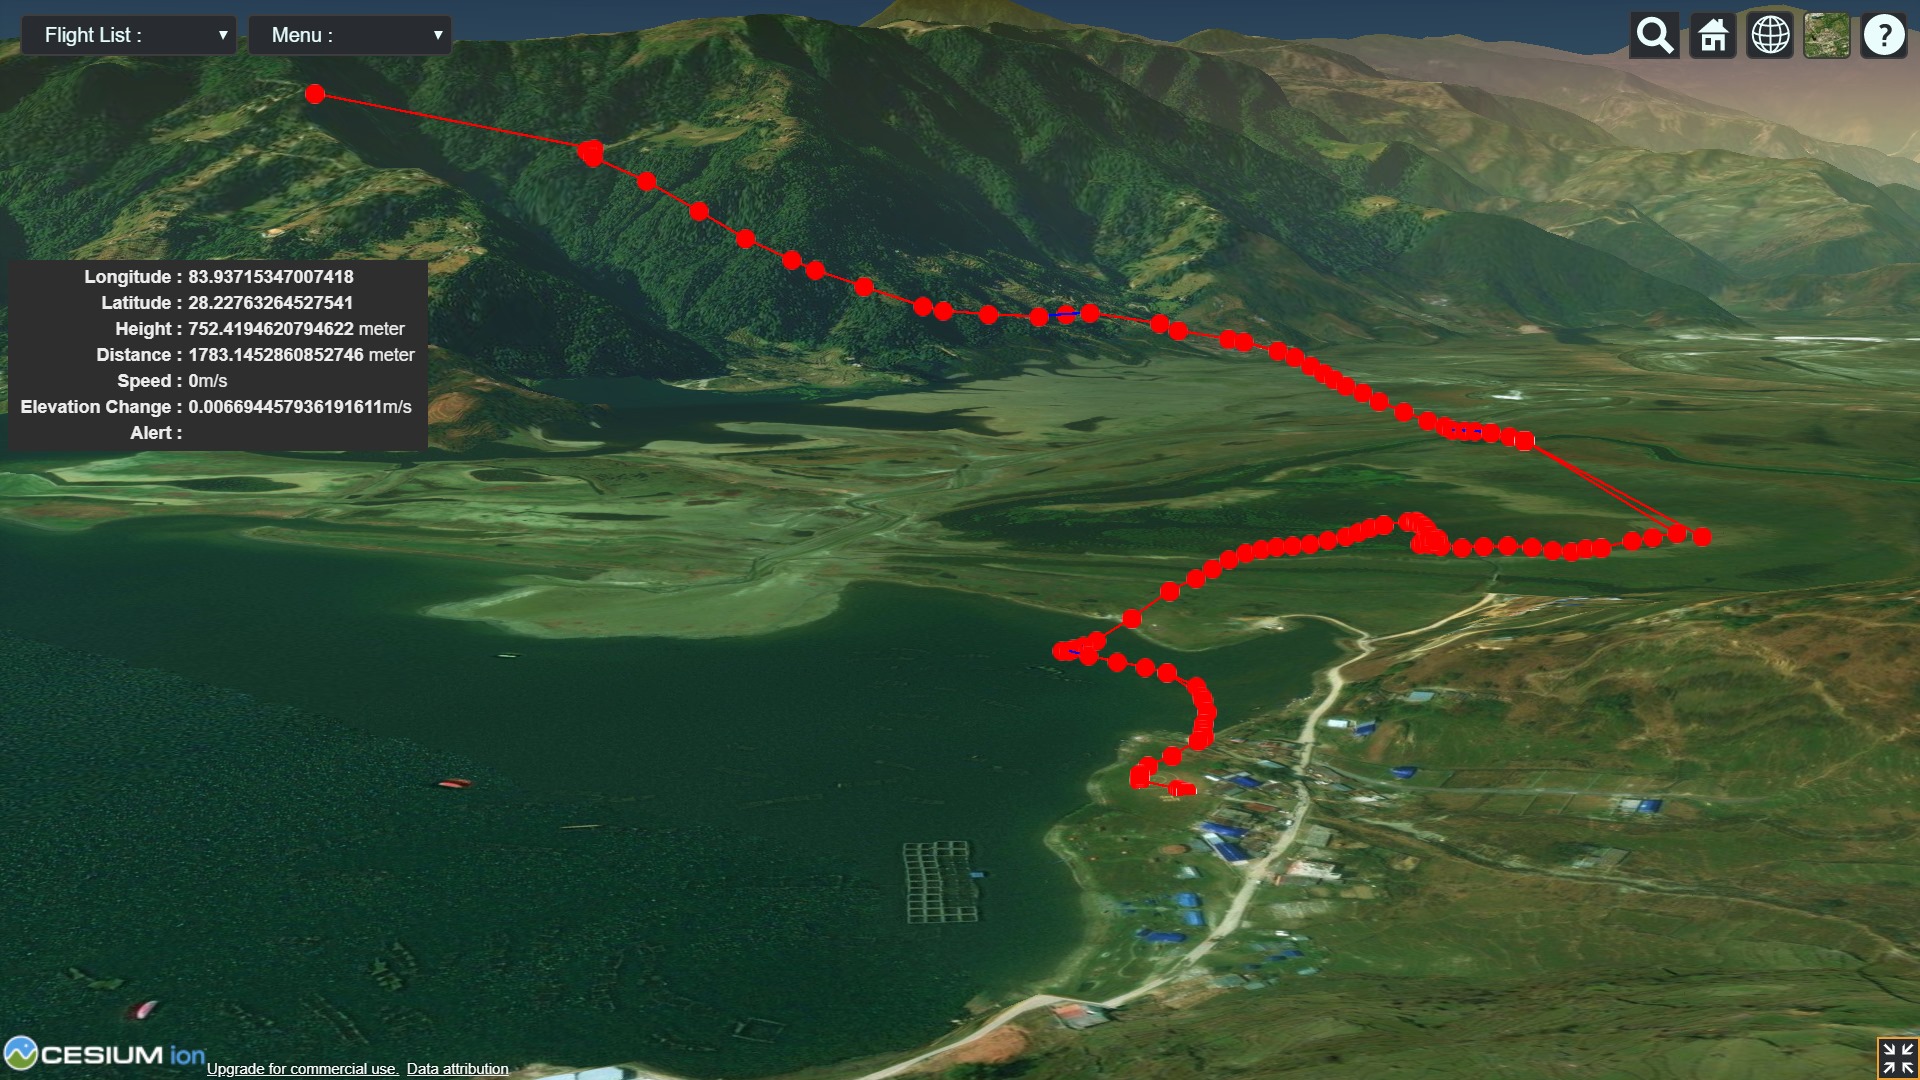 Flight List :
Menu :
?
Longitude : 83.93715347007418
Latitude : 28.22763264527541
Height : 752.4194620794622 meter
Distance : 1783.1452860852746 meter
Speed : 0m/s
Elevation Change : 0.006694457936191611m/s
Alert :
CESIUM ion
Upgrade for commercial use. Data attribution